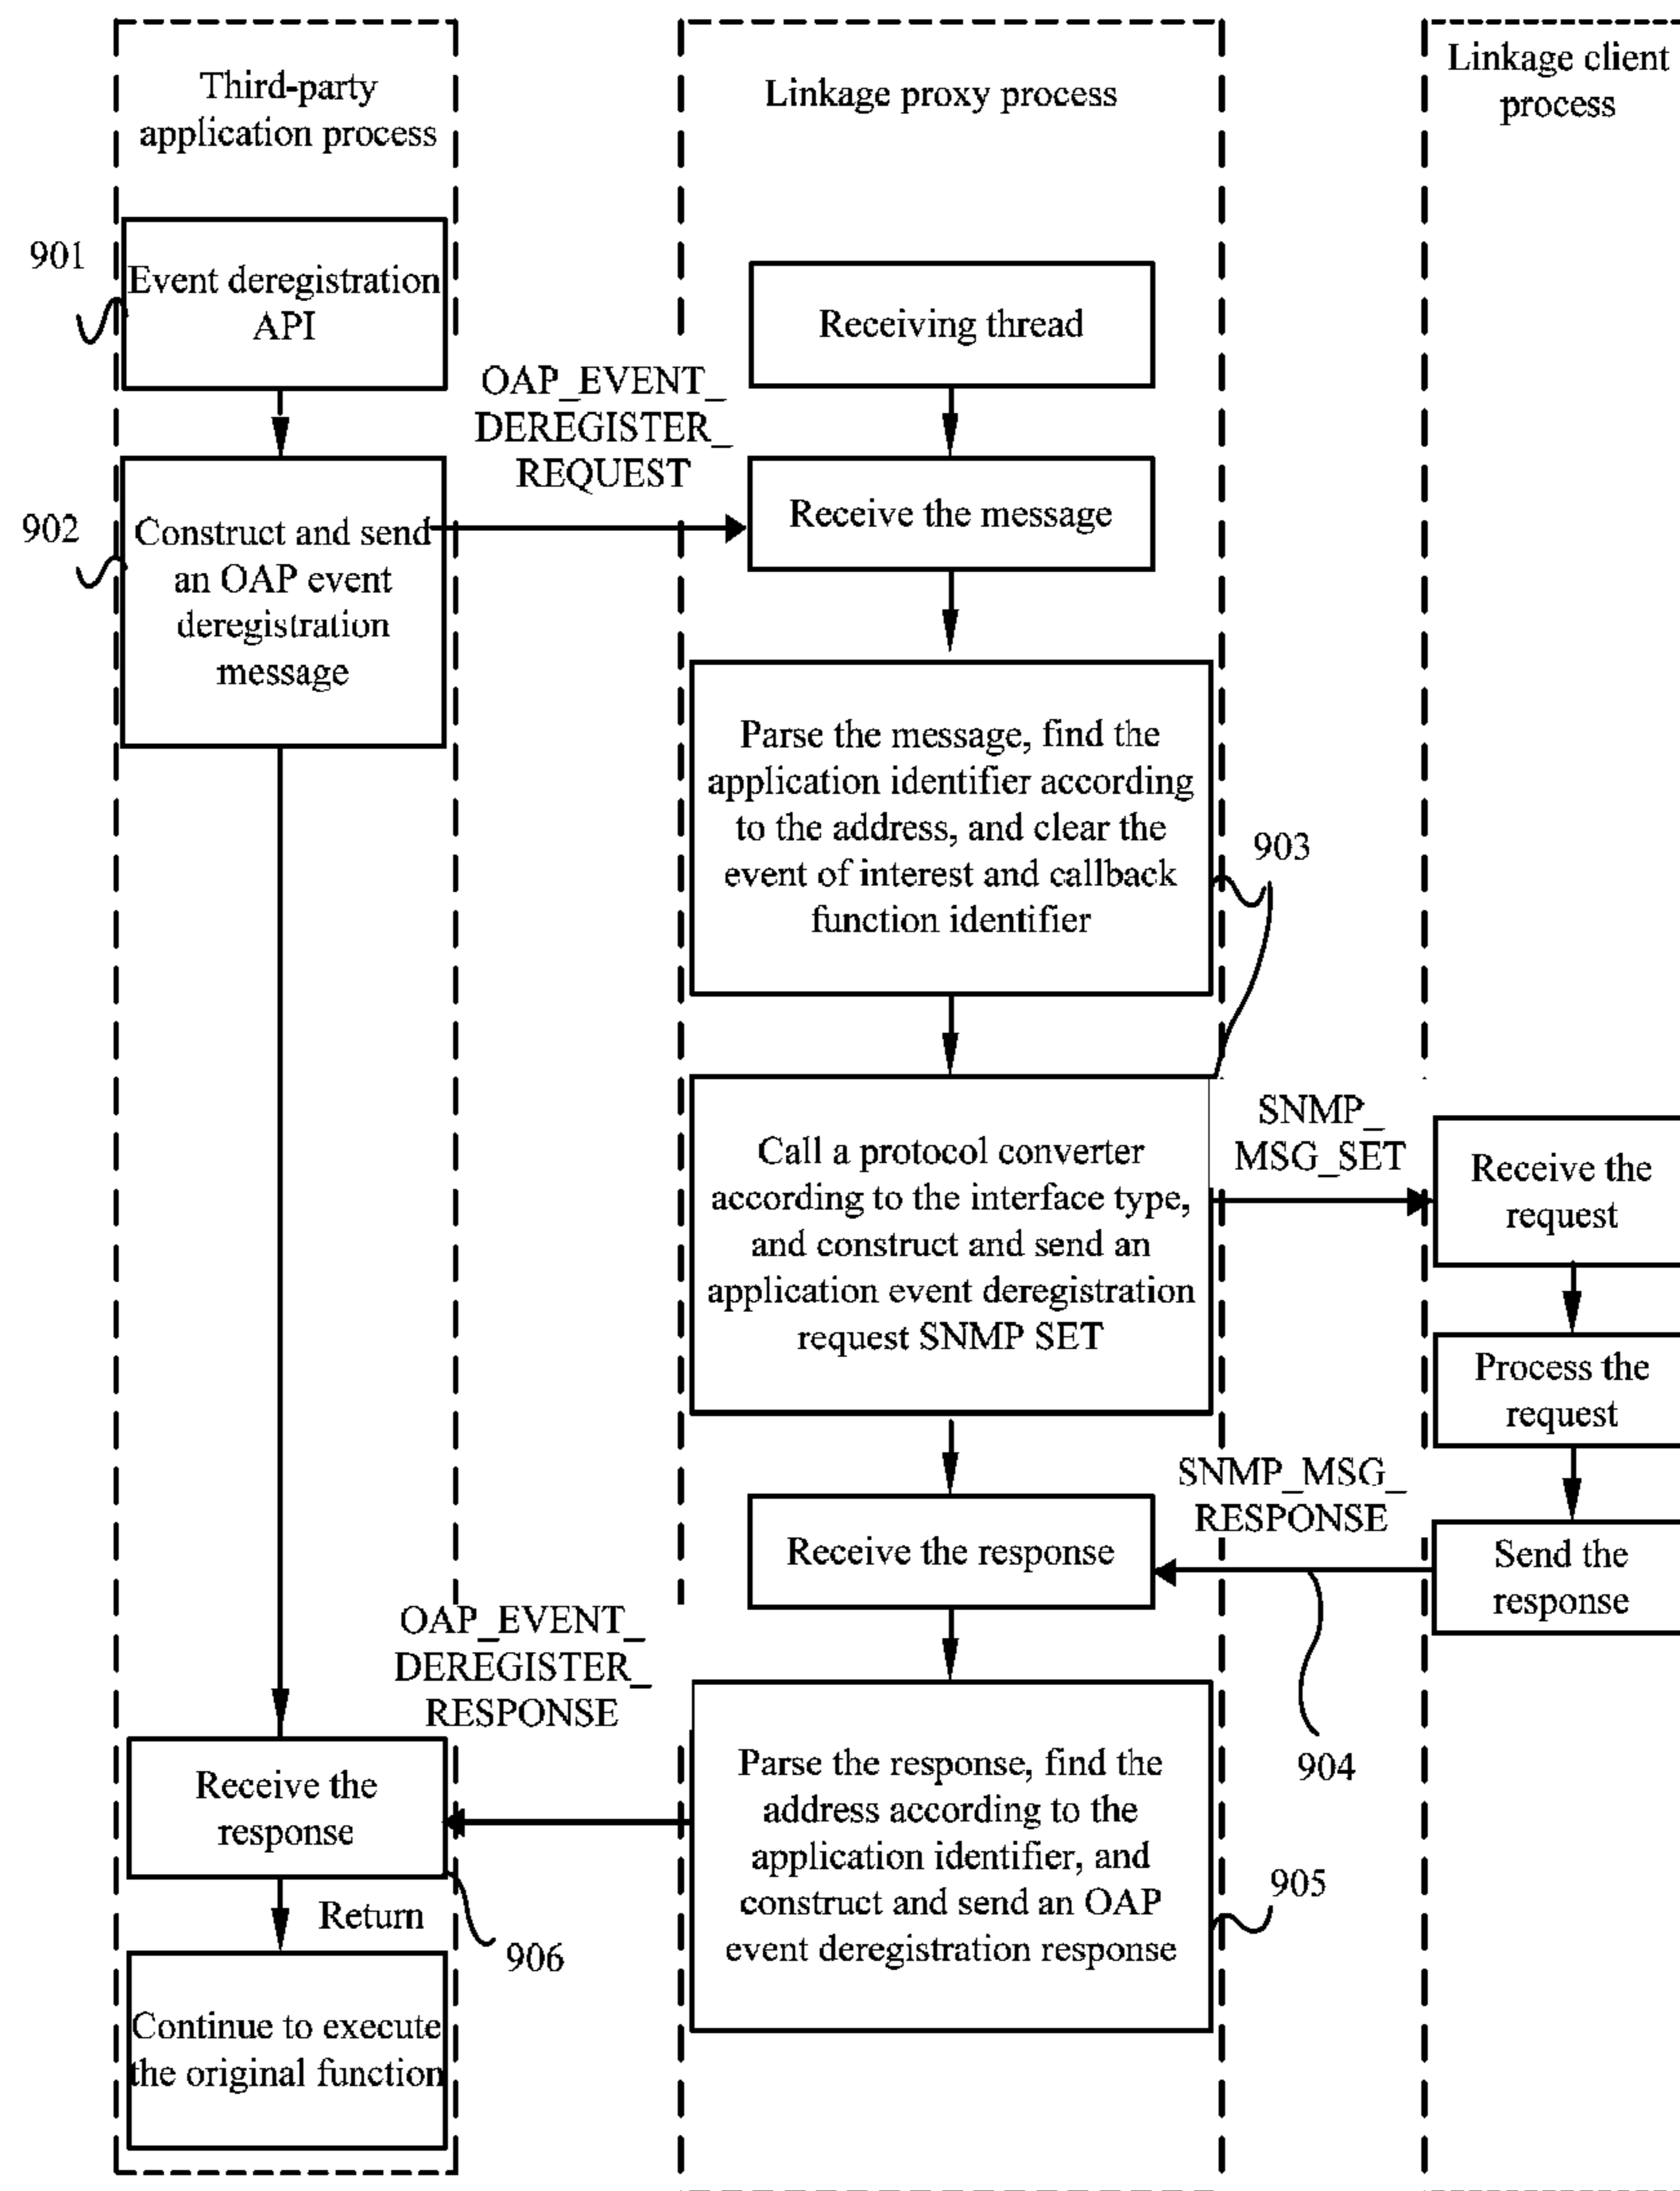 Third-party
application process
Linkage proxy process
Linkage client
process
901
Event deregistration
API
Receiving thread
OAP_EVENT_
DEREGISTER_
REQUEST
902
Construct and send
an OAP event
deregistration
message
Receive the message
Parse the message, find the
application identifier according
to the address, and clear the
event of interest and callback
function identifier
903
Call a protocol converter
according to the interface type,
and construct and send an
application event deregistration
request SNMP SET
SNMP_
MSG_SET
Receive the
request
Process the
request
SNMP_MSG_
RESPONSE
Receive the response
Send the
response
904
OAP_EVENT_
DEREGISTER_
RESPONSE
Parse the response, find the
address according to the
application identifier, and
construct and send an OAP
event deregistration response
905
Receive the
response
Return
906
Continue to execute
the original function